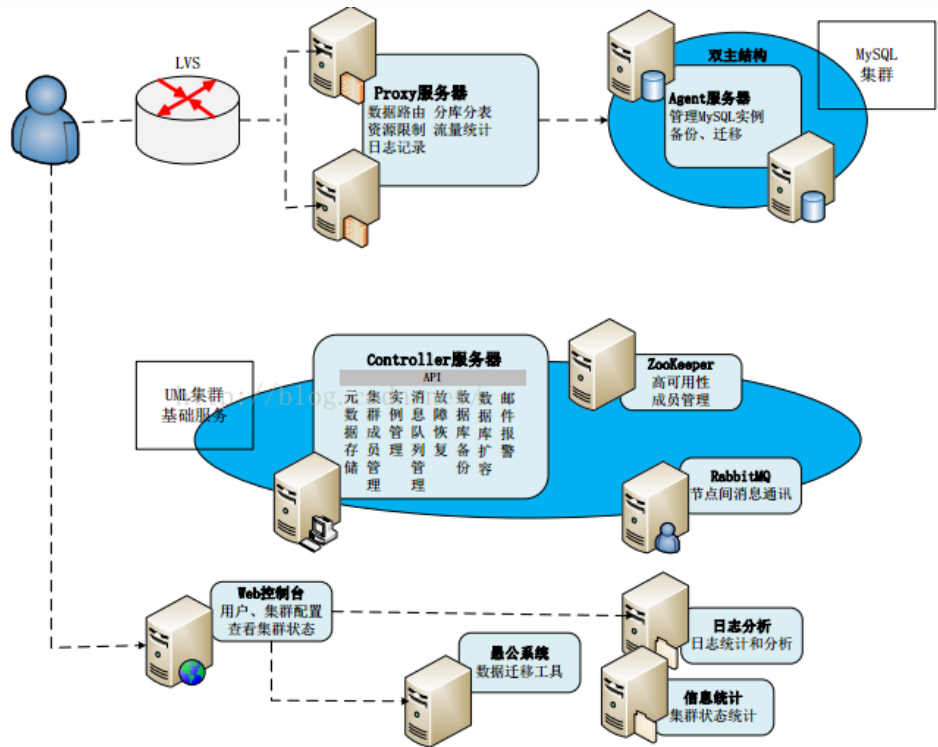 LVS
Proxy服务器
数据路由 分库分表
资源限制 流量统计
日志记录
双主结构
Agent服务器
管理MySQL实例
备份、迁移
MySQL
集群
UML集群
基础服务
Controller服务器
API
元数据存储
集群成员管理
实例管理
消息队列管理
故障恢复
数据库备份
数据库扩容
邮件报警
ZooKeeper
高可用性
成员管理
RabbitMQ
节点间消息通讯
Web控制台
用户、集群配置
查看集群状态
愚公系统
数据迁移工具
日志分析
日志统计和分析
信息统计
集群状态统计